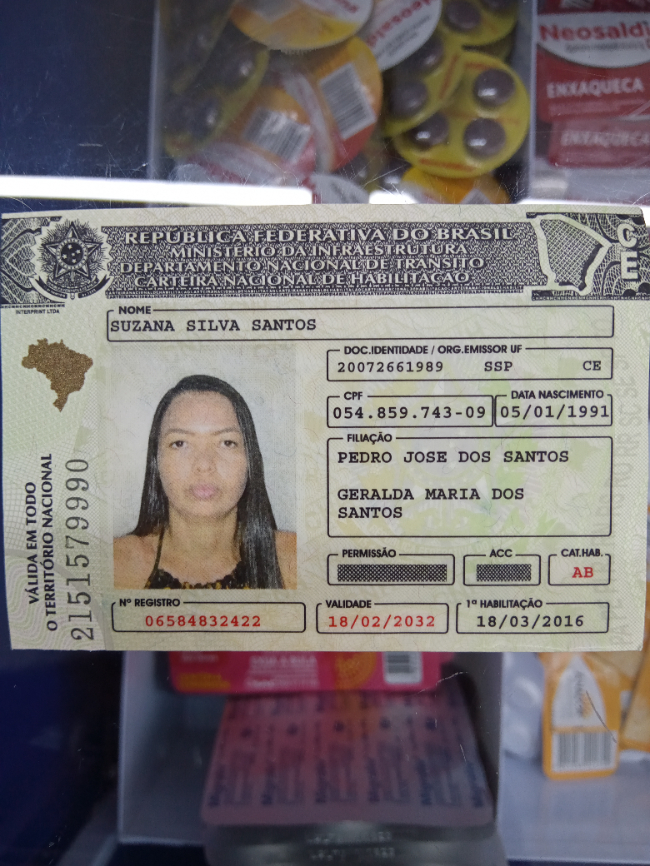 Neosaldi
ENXAQUECA
ENXAQUECA
REPÚBLICA FEDERATIVA DO BRASIL
MINISTÉRIO DA INFRAESTRUTURA
DEPARTAMENTO NACIONAL DE TRÂNSITO
CARTEIRA NACIONAL DE HABILITAÇÃO
CE
INTERPRINT LTDA
NOME
SUZANA SILVA SANTOS
DOC.IDENTIDADE / ORG.EMISSOR UF
20072661989 SSP CE
CPF
054.859.743-09
DATA NASCIMENTO
05/01/1991
FILIAÇÃO
PEDRO JOSE DOS SANTOS
GERALDA MARIA DOS
SANTOS
PERMISSÃO
ACC
CAT.HAB.
AB
Nº REGISTRO
06584832422
VALIDADE
18/02/2032
1ª HABILITAÇÃO
18/03/2016
VÁLIDA EM TODO
O TERRITÓRIO NACIONAL
2151579990